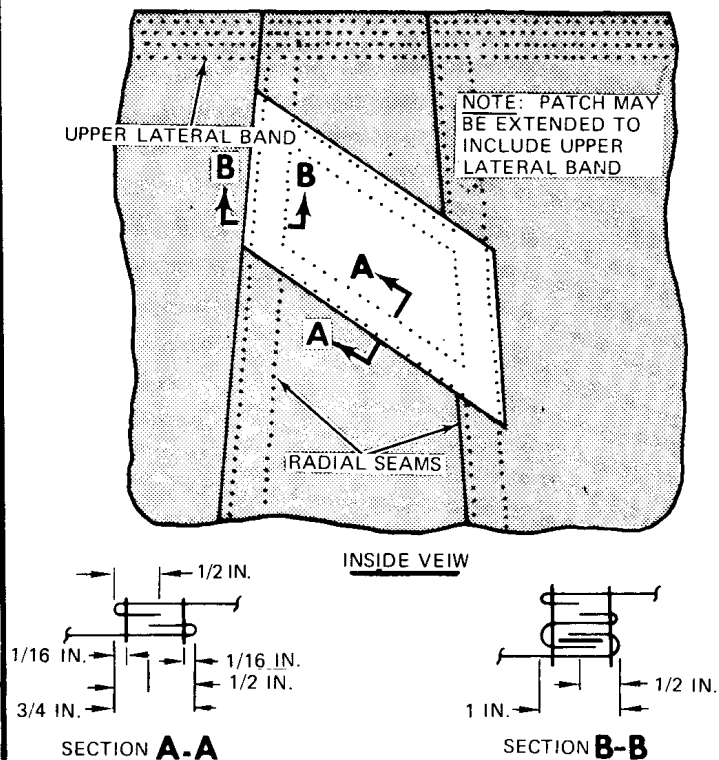 UPPER LATERAL BAND
NOTE: PATCH MAY
BE EXTENDED TO
INCLUDE UPPER
LATERAL BAND
B
B
A
A
RADIAL SEAMS
INSIDE VEIW
1/2 IN.
1/16 IN.
1/16 IN.
1/2 IN.
3/4 IN.
SECTION A-A
1/2 IN.
1 IN.
SECTION B-B